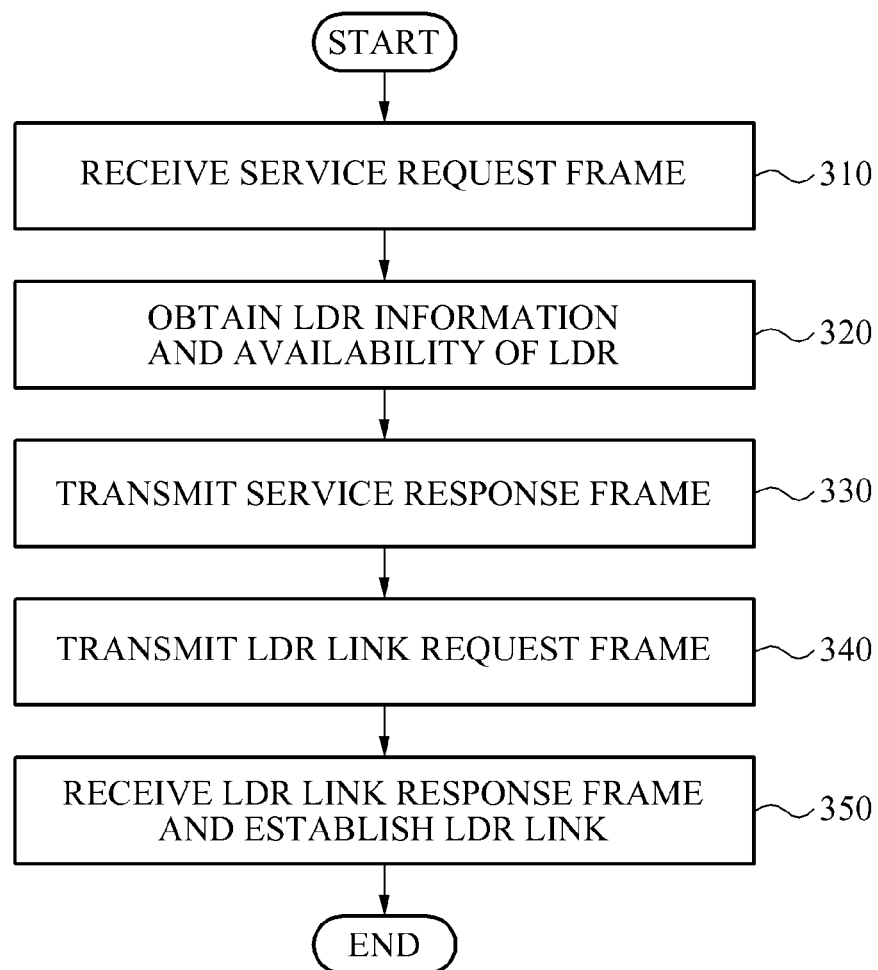 START
RECEIVE SERVICE REQUEST FRAME
310
OBTAIN LDR INFORMATION
AND AVAILABILITY OF LDR
320
TRANSMIT SERVICE RESPONSE FRAME
330
TRANSMIT LDR LINK REQUEST FRAME
340
RECEIVE LDR LINK RESPONSE FRAME
AND ESTABLISH LDR LINK
350
END